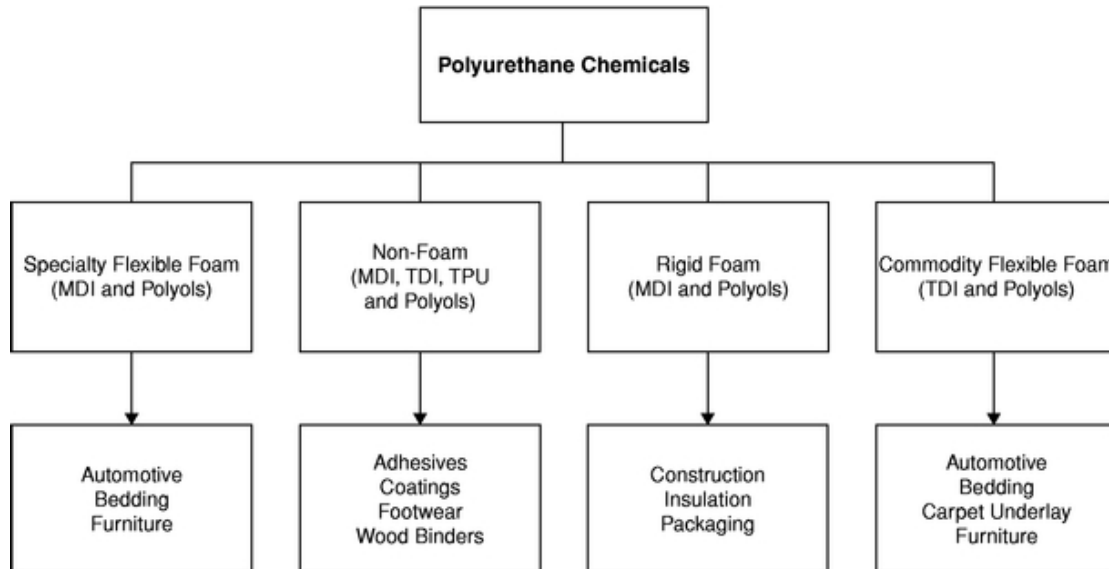 Polyurethane Chemicals
Specialty Flexible Foam
(MDI and Polyols)
Non-Foam
(MDI, TDI, TPU
and Polyols)
Rigid Foam
(MDI and Polyols)
Commodity Flexible Foam
(TDI and Polyols)
Automotive
Bedding
Furniture
Adhesives
Coatings
Footwear
Wood Binders
Construction
Insulation
Packaging
Automotive
Bedding
Carpet Underlay
Furniture